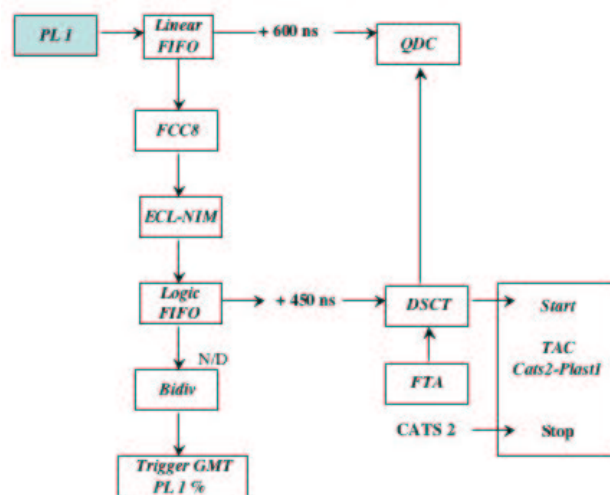 PL 1
Linear
FIFO
+ 600 ns
QDC
FCC8
ECL-NIM
Logic
FIFO
+ 450 ns
DSCT
Start
TAC
Cats2-Plast1
N/D
Bidiv
FTA
CATS 2
Stop
Trigger GMT
PL 1 %